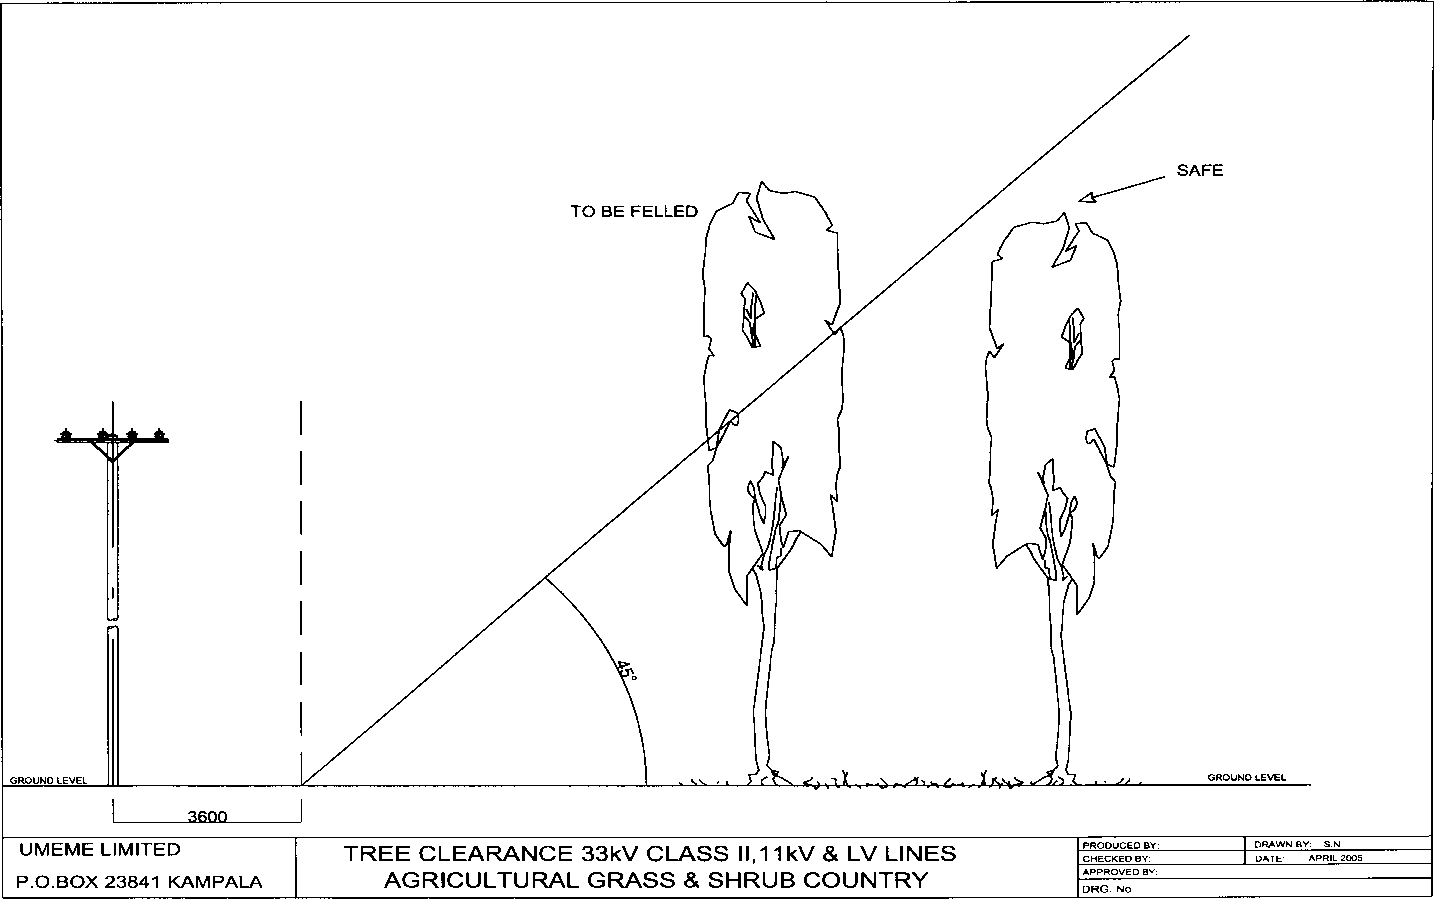 SAFE
TO BE FELLED
45°
GROUND LEVEL
GROUND LEVEL
3600
UMEME LIMITED
P.O.BOX 23841 KAMPALA
TREE CLEARANCE 33kV CLASS II,11kV & LV LINES
AGRICULTURAL GRASS & SHRUB COUNTRY
PRODUCED BY:
DRAWN BY: S.N
CHECKED BY:
DATE: APRIL 2005
APPROVED BY:
DRG. No